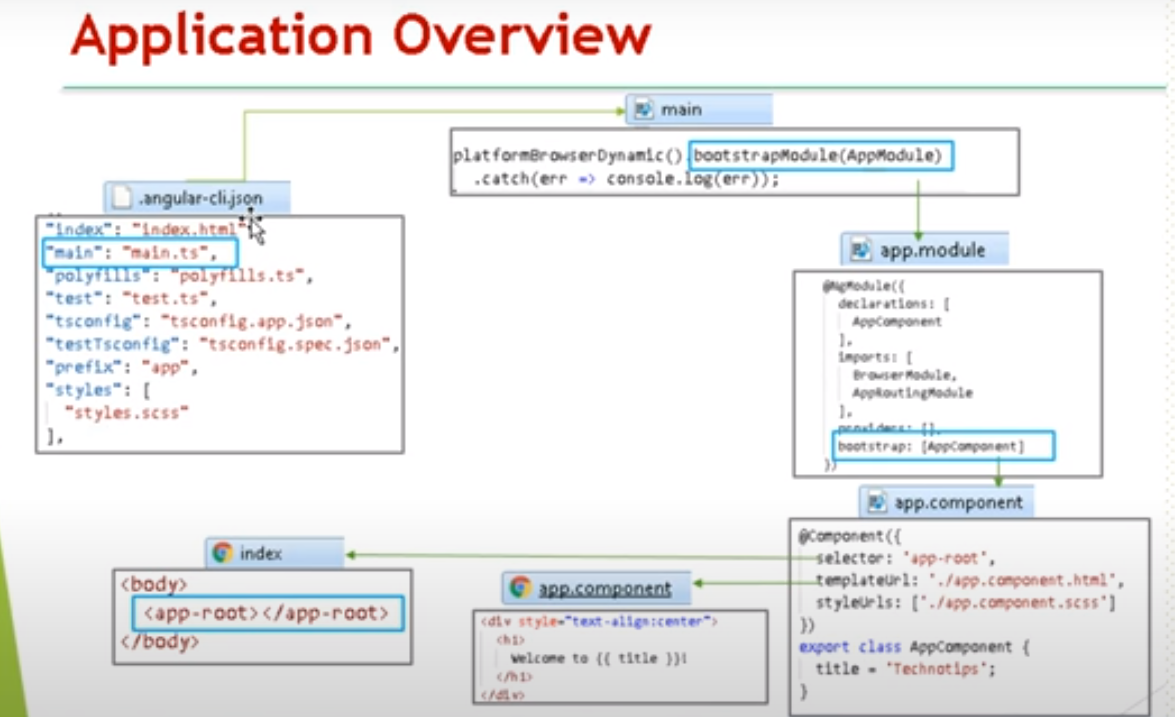 Application Overview
main
platformBrowserDynamic().bootstrapModule(AppModule)
.catch(err => console.log(err));
.angular-cli.json
"index": "index.html"
"main": "main.ts",
"polyfills": "polyfills.ts",
"test": "test.ts",
"tsconfig": "tsconfig.app.json",
"testTsconfig": "tsconfig.spec.json",
"prefix": "app",
"styles": [
"styles.scss"
],
app.module
@NgModule({
declarations: [
AppComponent
],
imports: [
BrowserModule,
AppRoutingModule
],
providers: [],
bootstrap: [AppComponent]
})
app.component
@Component({
selector: 'app-root',
templateUrl: './app.component.html',
styleUrls: ['./app.component.scss']
})
export class AppComponent {
title = 'Technotips';
}
index
<body>
<app-root></app-root>
</body>
app.component
<div style="text-align:center">
<h1>
Welcome to {{ title }}!
</h1>
</div>